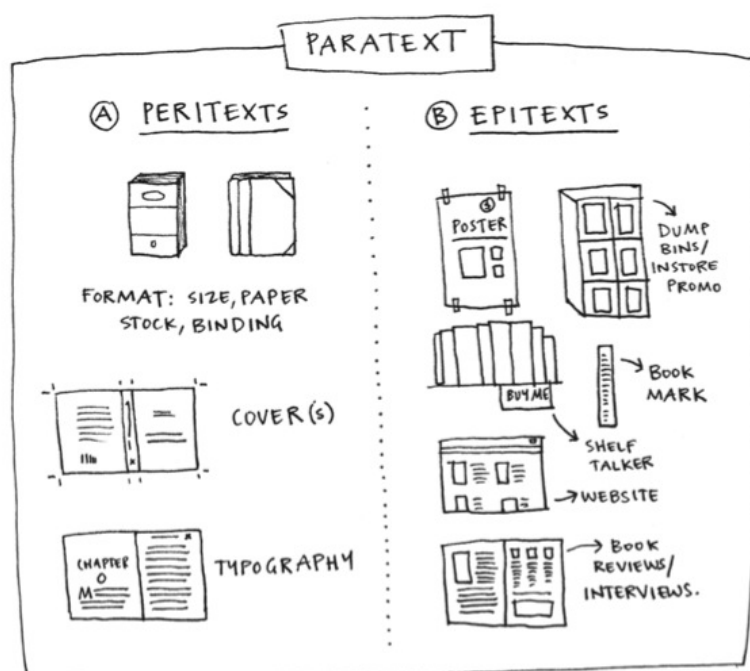 PARATEXT
Ⓐ PERITEXTS
FORMAT: SIZE, PAPER
STOCK, BINDING
COVER(S)
CHAPTER
O
M
TYPOGRAPHY
Ⓑ EPITEXTS
POSTER
DUMP
BINS/
INSTORE
PROMO
BUY ME
BOOK
MARK
SHELF
TALKER
WEBSITE
BOOK
REVIEWS/
INTERVIEWS.